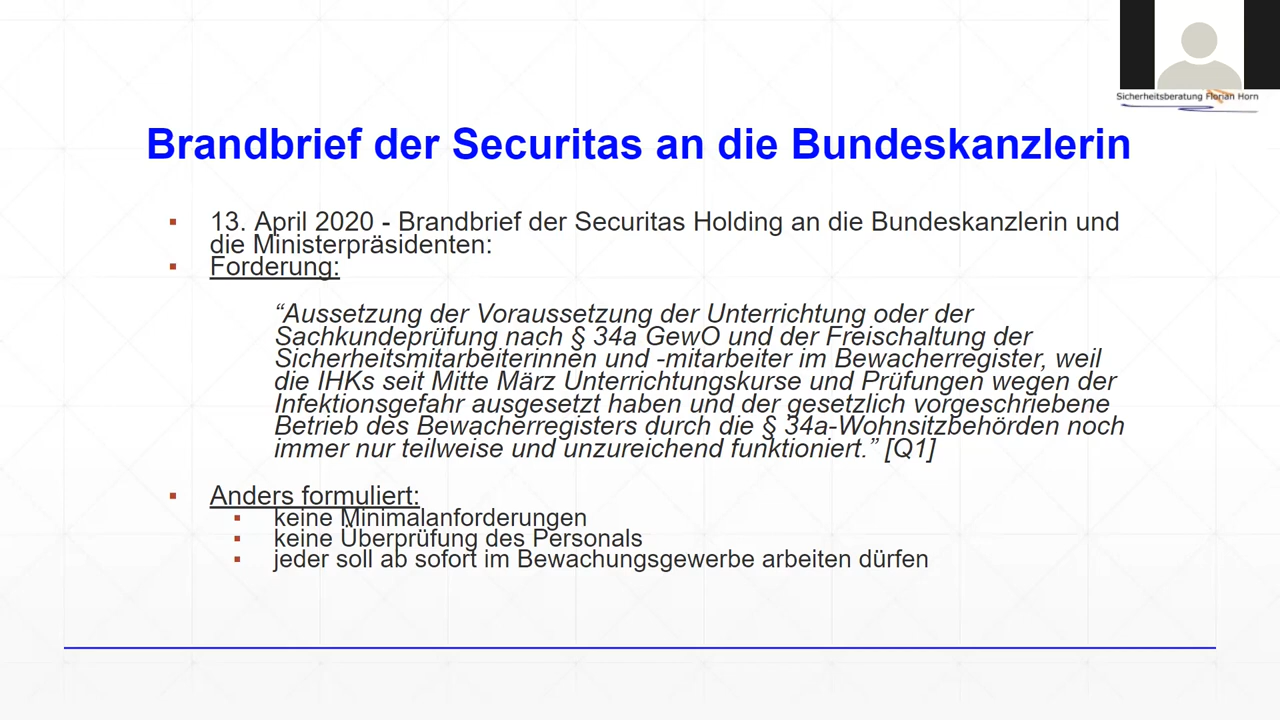 Sicherheitsberatung Florian Horn
Brandbrief der Securitas an die Bundeskanzlerin
▪ 13. April 2020 - Brandbrief der Securitas Holding an die Bundeskanzlerin und
die Ministerpräsidenten:
▪ Forderung:
“Aussetzung der Voraussetzung der Unterrichtung oder der
Sachkundeprüfung nach § 34a GewO und der Freischaltung der
Sicherheitsmitarbeiterinnen und -mitarbeiter im Bewacherregister, weil
die IHKs seit Mitte März Unterrichtungskurse und Prüfungen wegen der
Infektionsgefahr ausgesetzt haben und der gesetzlich vorgeschriebene
Betrieb des Bewacherregisters durch die § 34a-Wohnsitzbehörden noch
immer nur teilweise und unzureichend funktioniert.” [Q1]
▪ Anders formuliert:
▪ keine Minimalanforderungen
▪ keine Überprüfung des Personals
▪ jeder soll ab sofort im Bewachungsgewerbe arbeiten dürfen